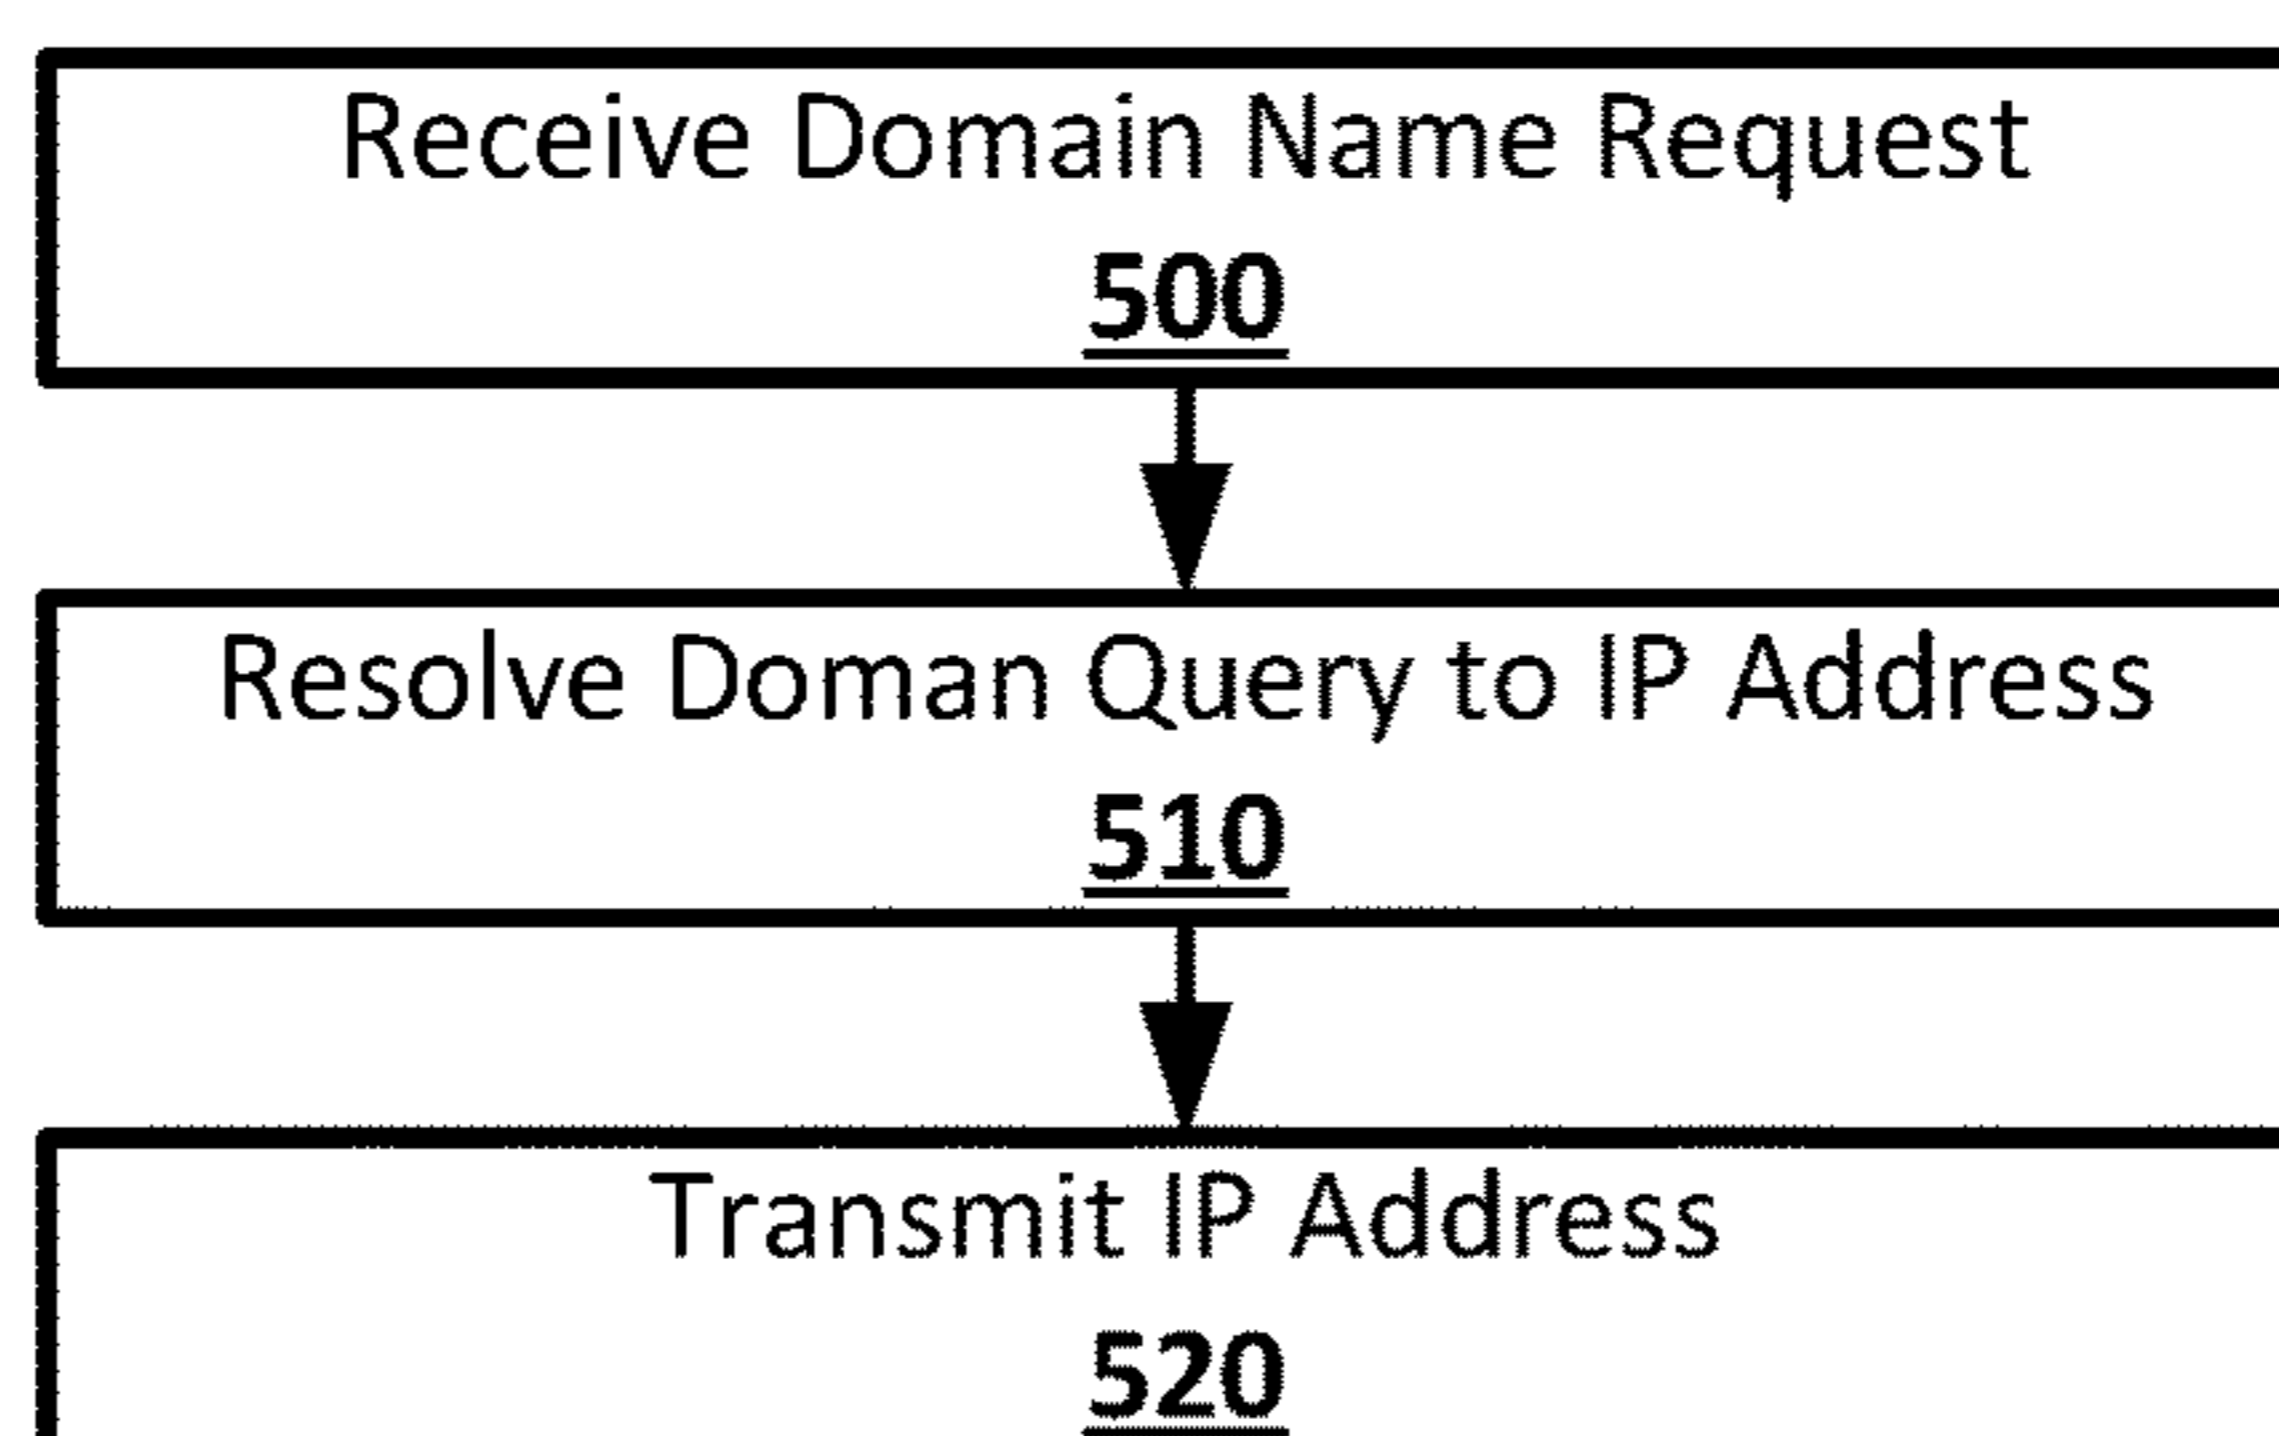 Receive Domain Name Request
500
Resolve Doman Query to IP Address
510
Transmit IP Address
520